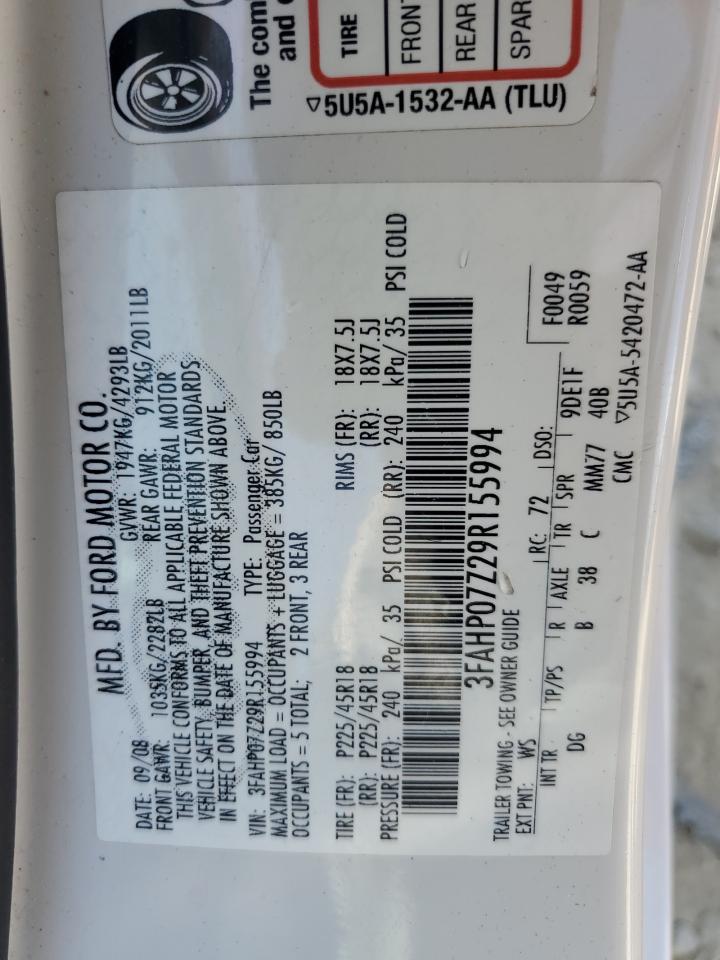 The com
and o
TIRE
FRONT
REAR
SPAR
▽5U5A-1532-AA (TLU)
MFD. BY FORD MOTOR CO.
DATE: 09/08 GVWR: 1947KG/4293LB
FRONT GAWR: 1035KG/2282LB REAR GAWR: 912KG/2011LB
THIS VEHICLE CONFORMS TO ALL APPLICABLE FEDERAL MOTOR
VEHICLE SAFETY, BUMPER, AND THEFT PREVENTION STANDARDS
IN EFFECT ON THE DATE OF MANUFACTURE SHOWN ABOVE.
VIN: 3FAHP07Z29R155994 TYPE: Passenger Car
MAXIMUM LOAD = OCCUPANTS + LUGGAGE = 385KG/ 850LB
OCCUPANTS = 5 TOTAL; 2 FRONT, 3 REAR
TIRE (FR): P225/45R18 RIMS (FR): 18X7.5J
(RR): P225/45R18 (RR): 18X7.5J
PRESSURE (FR): 240 kPa/ 35 PSI COLD (RR): 240 kPa/ 35 PSI COLD
3FAHP07Z29R155994
TRAILER TOWING - SEE OWNER GUIDE
EXT PNT: WS RC: 72 DSO: F0049
R0059
INT TR TP/PS R AXLE TR SPR 9DE1F
DG B 38 C MM77 40B
CMC ▽5U5A-5420472-AA